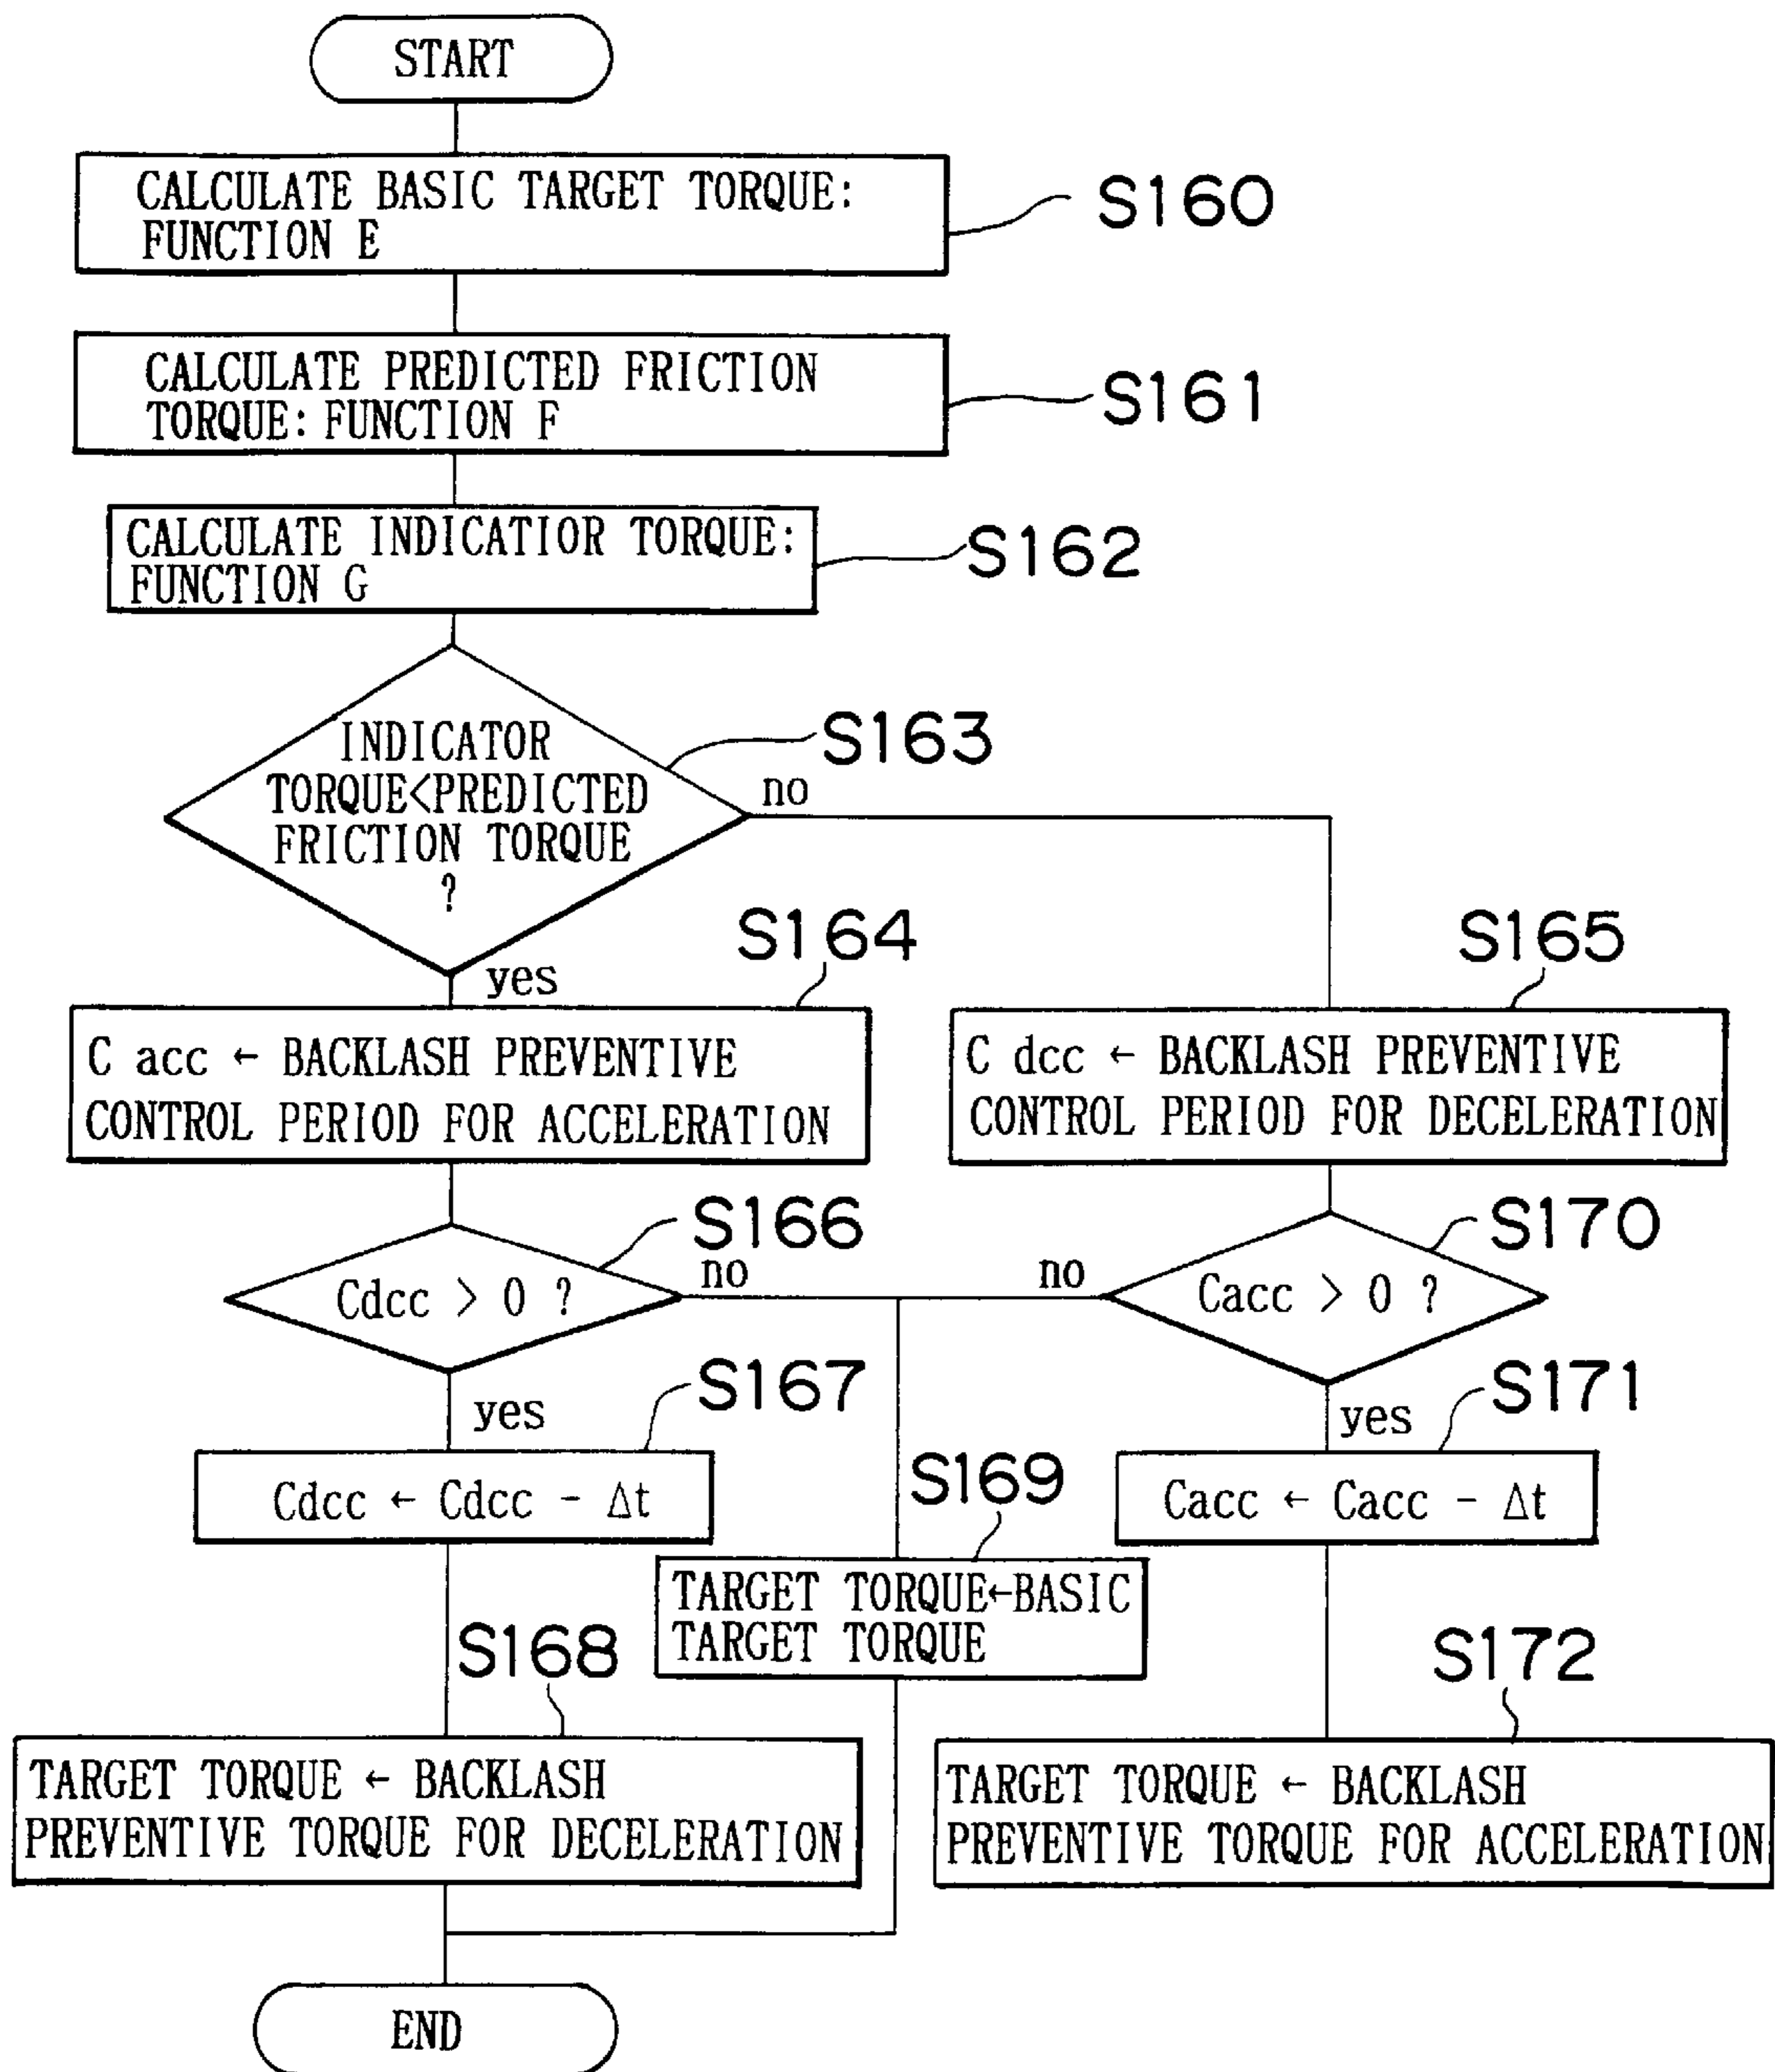 START
CALCULATE BASIC TARGET TORQUE:
FUNCTION E
S160
CALCULATE PREDICTED FRICTION
TORQUE: FUNCTION F
S161
CALCULATE INDICATIOR TORQUE:
FUNCTION G
S162
INDICATOR
TORQUE<PREDICTED
FRICTION TORQUE
?
S163
no
yes
S164
C acc ← BACKLASH PREVENTIVE
CONTROL PERIOD FOR ACCELERATION
S165
C dcc ← BACKLASH PREVENTIVE
CONTROL PERIOD FOR DECELERATION
S166
Cdcc > 0 ?
no
yes
S170
no
Cacc > 0 ?
yes
S167
Cdcc ← Cdcc - Δt
S171
Cacc ← Cacc - Δt
S169
TARGET TORQUE←BASIC
TARGET TORQUE
S168
TARGET TORQUE ← BACKLASH
PREVENTIVE TORQUE FOR DECELERATION
S172
TARGET TORQUE ← BACKLASH
PREVENTIVE TORQUE FOR ACCELERATION
END